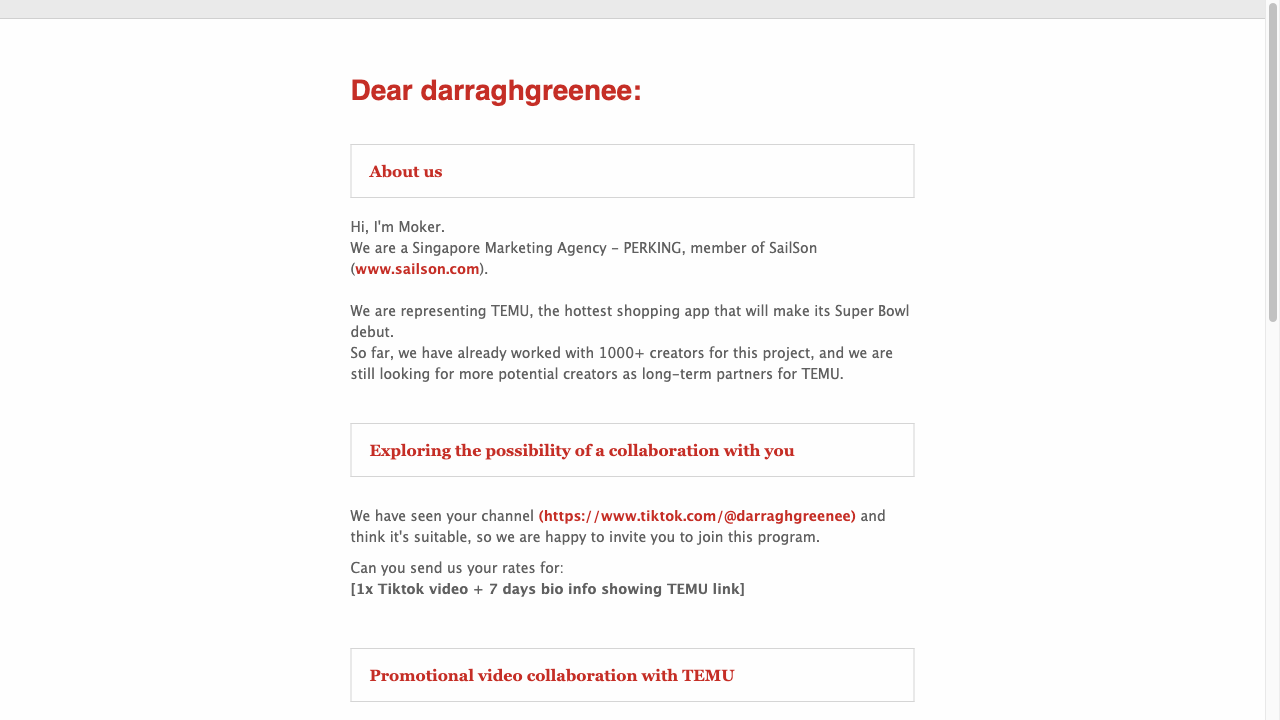 Dear darraghgreenee:
About us
Hi, I'm Moker.
We are a Singapore Marketing Agency – PERKING, member of SailSon
(www.sailson.com).
We are representing TEMU, the hottest shopping app that will make its Super Bowl
debut.
So far, we have already worked with 1000+ creators for this project, and we are
still looking for more potential creators as long-term partners for TEMU.
Exploring the possibility of a collaboration with you
We have seen your channel (https://www.tiktok.com/@darraghgreenee) and
think it's suitable, so we are happy to invite you to join this program.
Can you send us your rates for:
[1x Tiktok video + 7 days bio info showing TEMU link]
Promotional video collaboration with TEMU